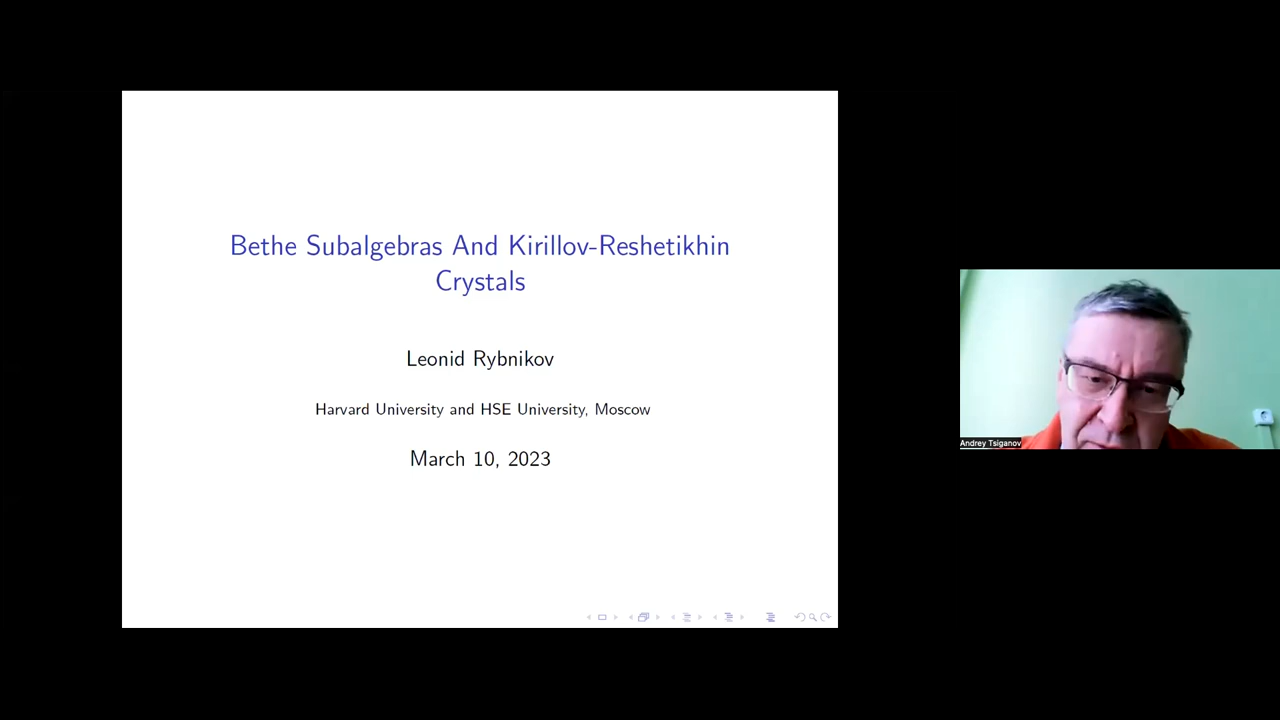 Bethe Subalgebras And Kirillov-Reshetikhin
Crystals
Leonid Rybnikov
Harvard University and HSE University, Moscow
March 10, 2023
Andrey Tsiganov